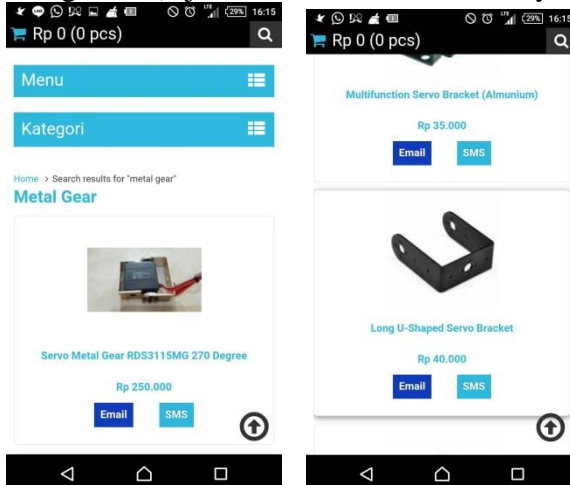 29% 16:15
Rp 0 (0 pcs)
Menu
Kategori
Home > Search results for "metal gear"
Metal Gear
Servo Metal Gear RDS3115MG 270 Degree
Rp 250.000
Email SMS
29% 16:15
Rp 0 (0 pcs)
Multifunction Servo Bracket (Almunium)
Rp 35.000
Email SMS
Long U-Shaped Servo Bracket
Rp 40.000
Email SMS